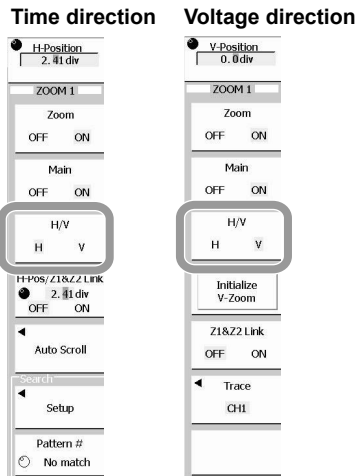 Time direction
H-Position
2. 41 div
ZOOM 1
Zoom
OFF ON
Main
OFF ON
H/V
H V
H-Pos/Z1&Z2 Link
2. 41 div
OFF ON
Auto Scroll
Search
Setup
Pattern #
No match
Voltage direction
V-Position
0. 0 div
ZOOM 1
Zoom
OFF ON
Main
OFF ON
H/V
H V
Initialize
V-Zoom
Z1&Z2 Link
OFF ON
Trace
CH1